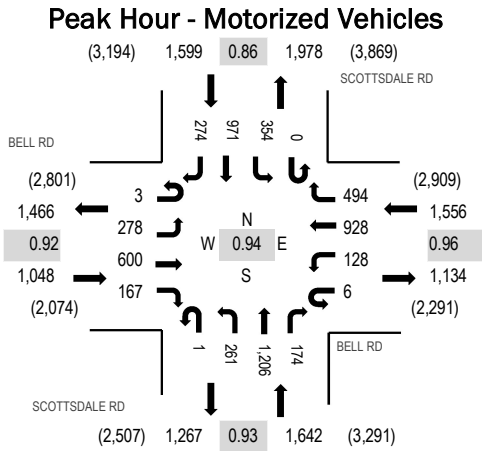 Peak Hour - Motorized Vehicles
(3,194) 1,599 0.86 1,978 (3,869)
SCOTTSDALE RD
BELL RD
274 971 354 0
(2,801) 3 494 (2,909)
1,466 278 N 928 1,556
0.92 600 W 0.94 E 128 0.96
1,048 167 S 6 1,134
(2,074) (2,291)
1 261 1,206 174
BELL RD
SCOTTSDALE RD
(2,507) 1,267 0.93 1,642 (3,291)